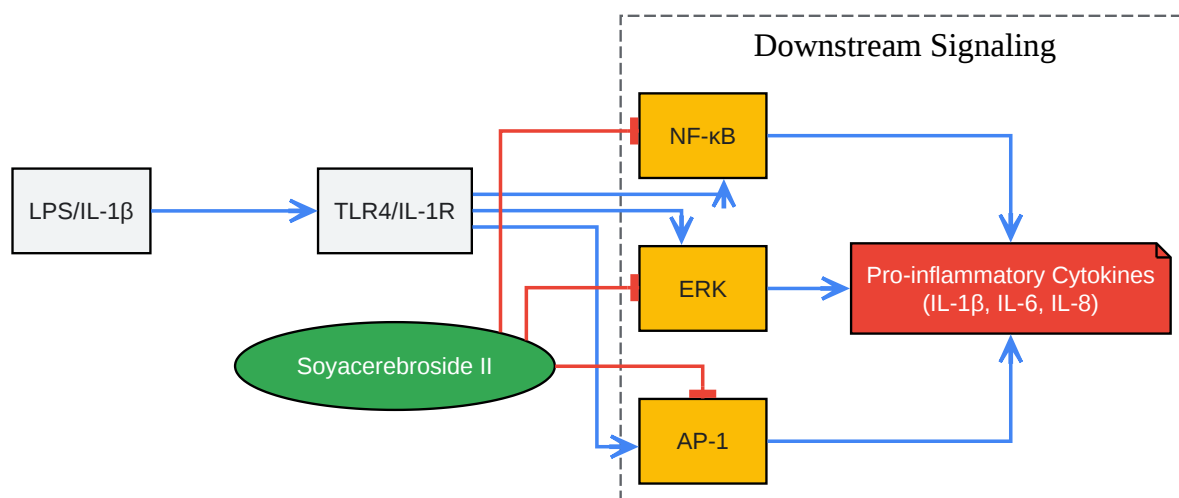 Downstream Signaling
NF-κB
LPS/IL-1β
TLR4/IL-1R
ERK
Pro-inflammatory Cytokines
(IL-1β, IL-6, IL-8)
Soyacerebroside II
AP-1